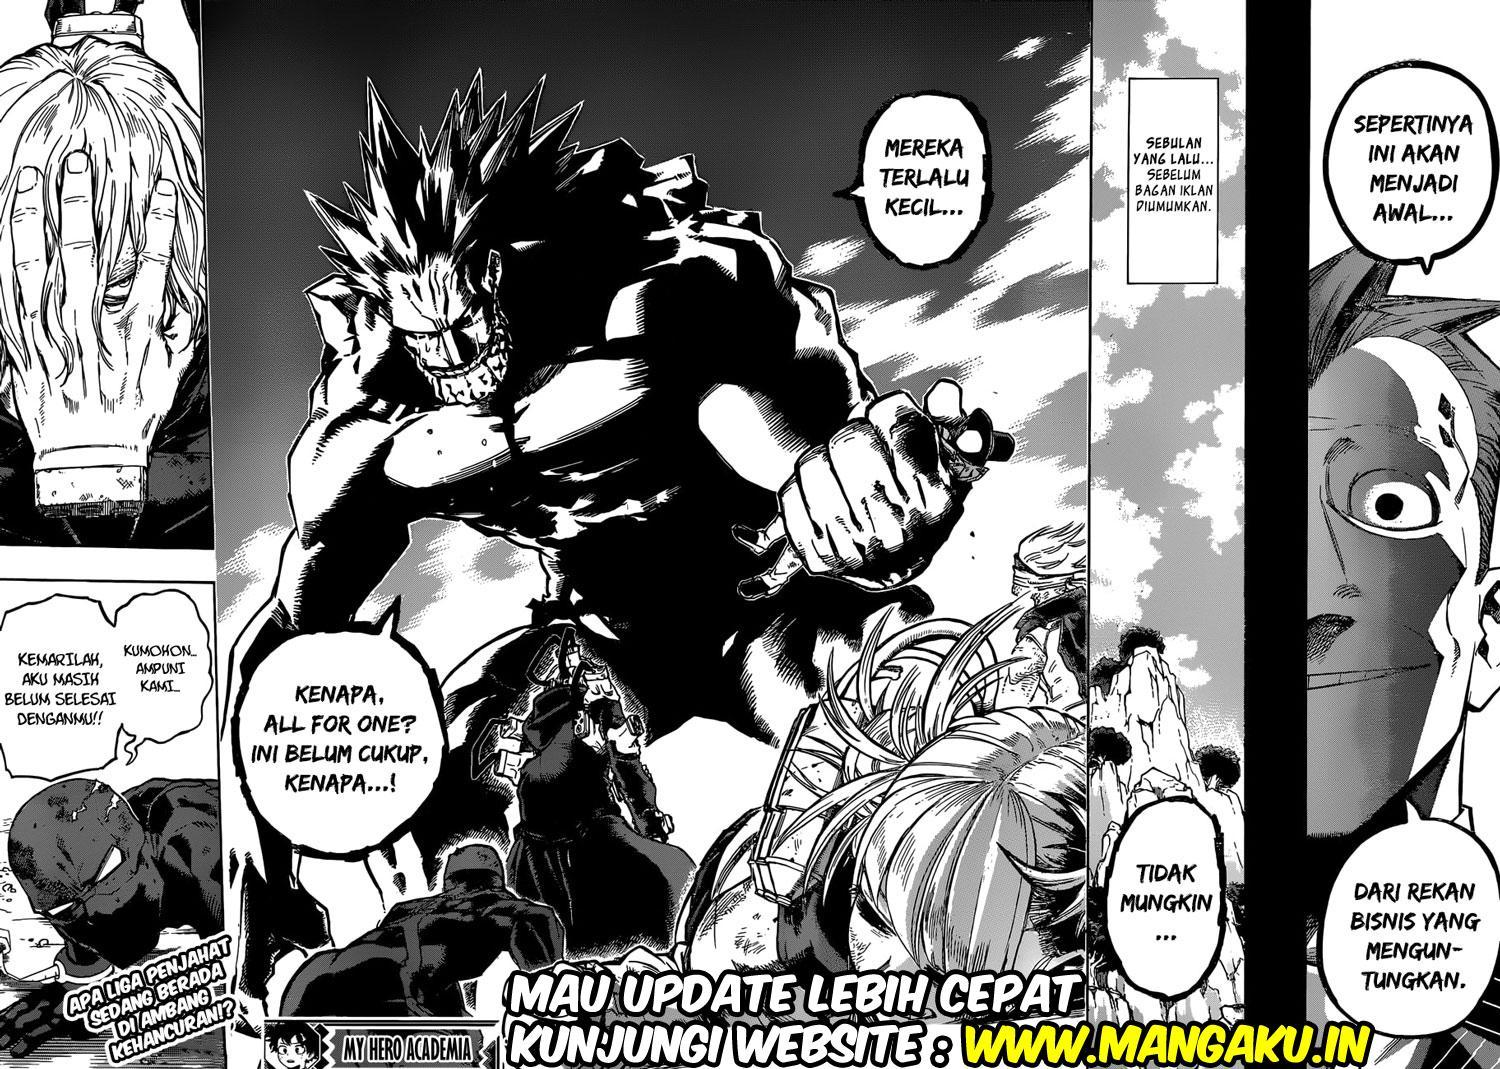 SEPERTINYA
INI AKAN
MENJADI
AWAL...
DARI REKAN
BISNIS YANG
MENGUN-
TUNGKAN.
SEBULAN
YANG LALU...
SEBELUM
BAGAN IKLAN
DIUMUMKAN.
TIDAK
MUNGKIN
...
MEREKA
TERLALU
KECIL...
KENAPA,
ALL FOR ONE?
INI BELUM CUKUP,
KENAPA...!
KUMOHON...
AMPUNI
KAMI...
KEMARILAH,
AKU MASIH
BELUM SELESAI
DENGANMU!!
APA LIGA PENJAHAT
SEDANG BERADA
DI AMBANG
KEHANCURAN!?
MY HERO ACADEMIA
MAU UPDATE LEBIH CEPAT
KUNJUNGI WEBSITE : WWW.MANGAKU.IN